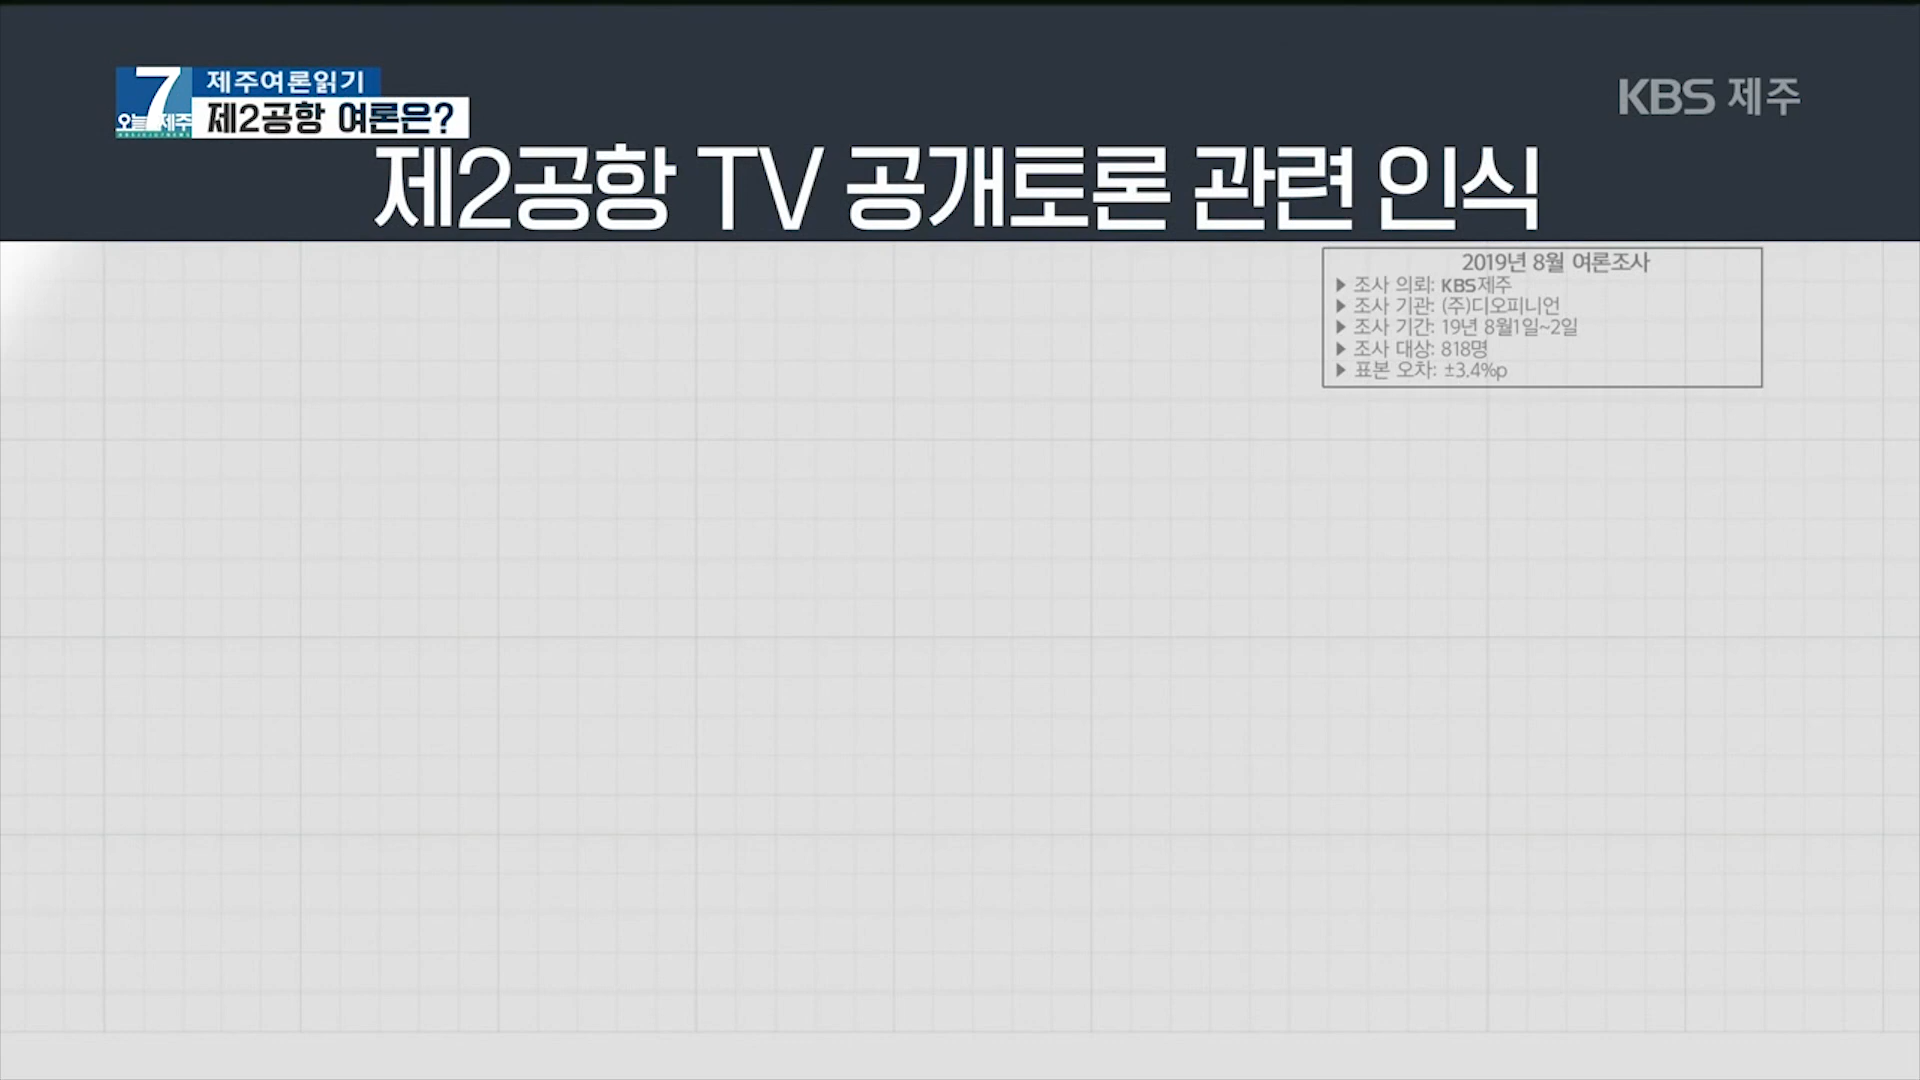 7
오늘 제주
제주여론읽기
제2공항 여론은?
KBS 제주
제2공항 TV 공개토론 관련 인식
2019년 8월 여론조사
▶ 조사 의뢰: KBS제주
▶ 조사 기관: (주)디오피니언
▶ 조사 기간: 19년 8월1일~2일
▶ 조사 대상: 818명
▶ 표본 오차: ±3.4%p